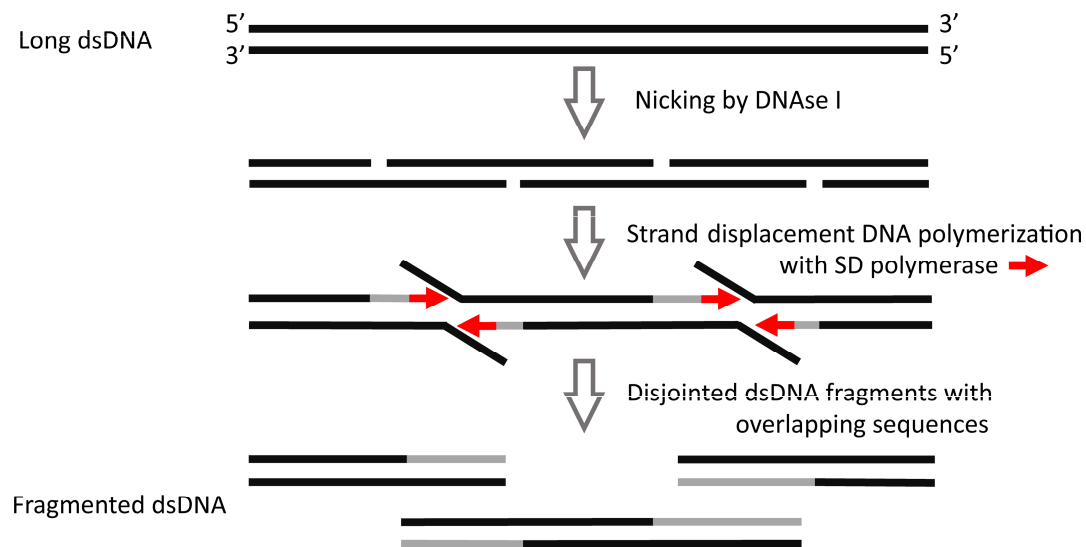 5’ 3’
Long dsDNA
3’ 5’
Nicking by DNAse I
Strand displacement DNA polymerization
with SD polymerase
Disjointed dsDNA fragments with
overlapping sequences
Fragmented dsDNA